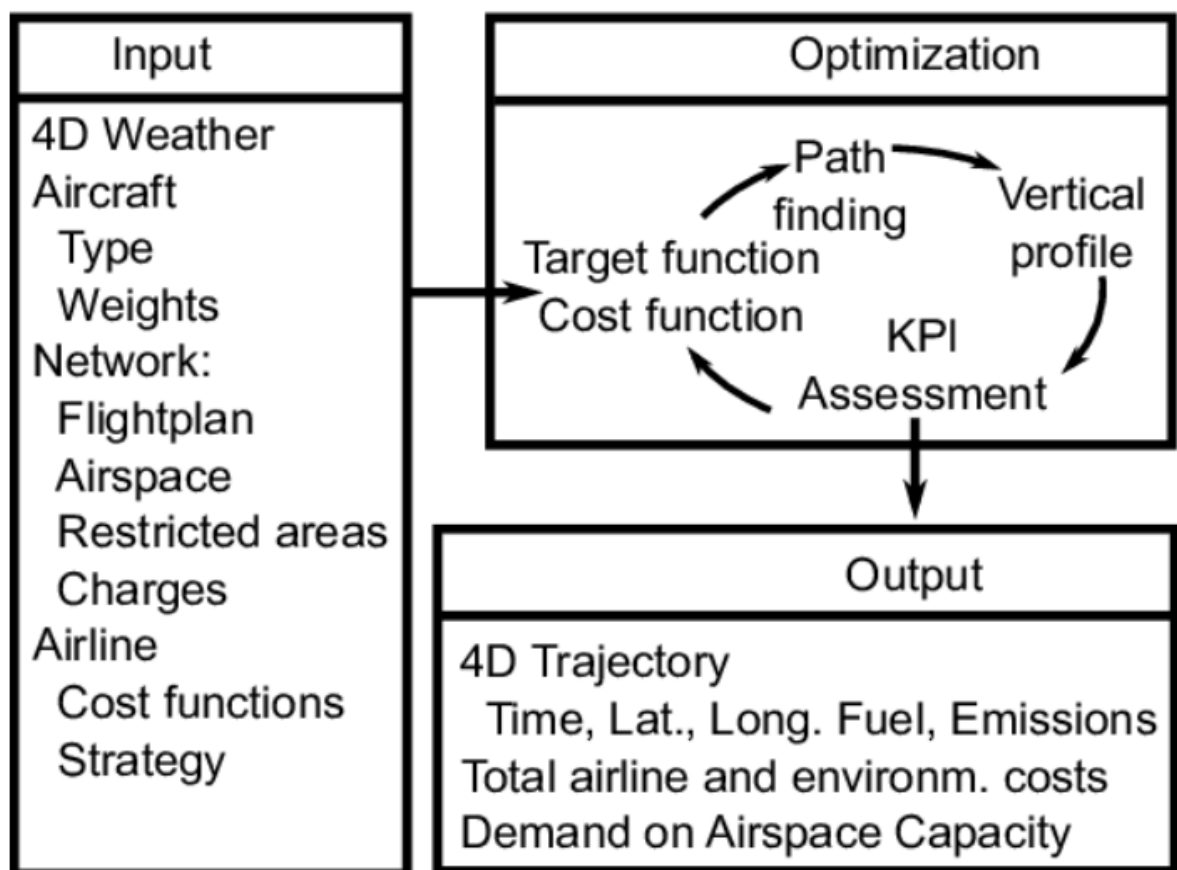 Input
4D Weather
Aircraft
Type
Weights
Network:
Flightplan
Airspace
Restricted areas
Charges
Airline
Cost functions
Strategy
Optimization
Path
finding
Vertical
profile
Target function
Cost function
KPI
Assessment
Output
4D Trajectory
Time, Lat., Long. Fuel, Emissions
Total airline and environm. costs
Demand on Airspace Capacity